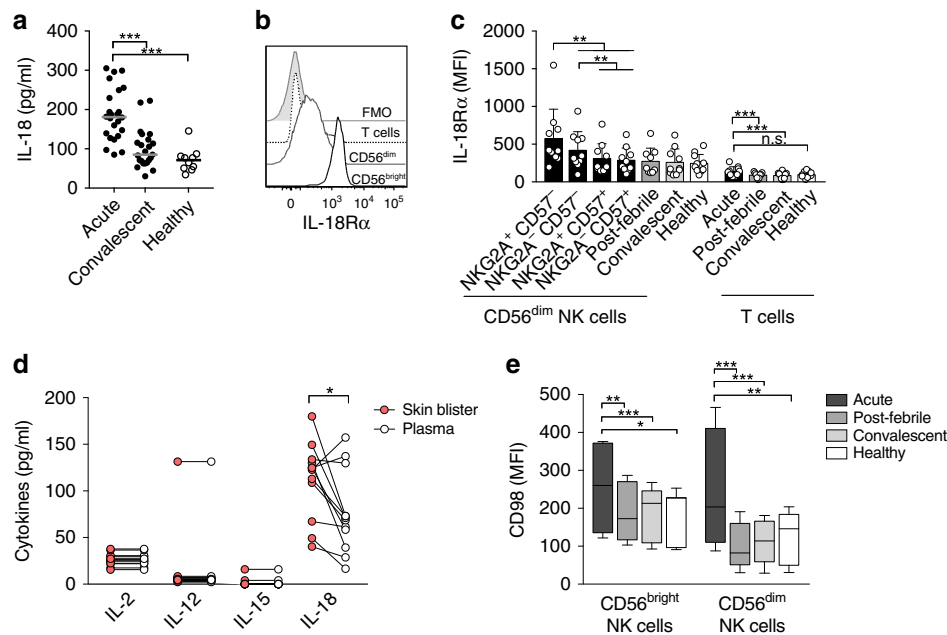 a
IL-18 (pg/ml)
400
300
200
100
0
***
***
Acute
Convalescent
Healthy
b
FMO
T cells
CD56dim
CD56bright
0 10³ 10⁴ 10⁵
IL-18Rα
c
IL-18Rα (MFI)
2000
1500
1000
500
0
**
**
***
***
n.s.
NKG2A⁺ CD57⁻
NKG2A⁻ CD57⁻
NKG2A⁺ CD57⁺
NKG2A⁻ CD57⁺
Post-febrile
Convalescent
Healthy
Acute
Post-febrile
Convalescent
Healthy
CD56dim NK cells
T cells
d
Cytokines (pg/ml)
200
150
100
50
0
*
Skin blister
Plasma
IL-2
IL-12
IL-15
IL-18
e
CD98 (MFI)
500
400
300
200
100
0
**
***
*
***
***
**
Acute
Post-febrile
Convalescent
Healthy
CD56bright
NK cells
CD56dim
NK cells